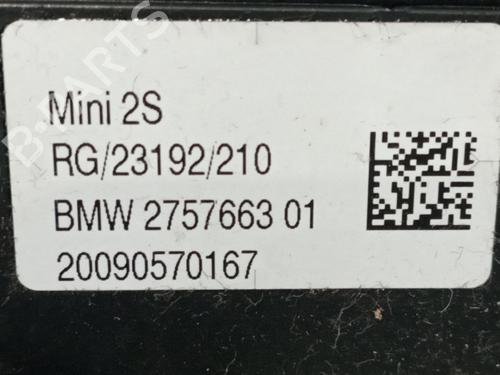 Mini 2S
RG/23192/210
BMW 2757663 01
20090570167
B-PARTS